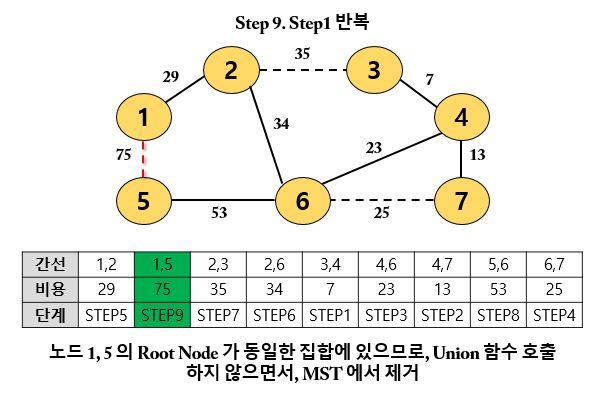 Step 9. Step1 반복
35
2
3
29
7
1
4
34
23
75
13
5
6
7
53
25
간선 1,2 1,5 2,3 2,6 3,4 4,6 4,7 5,6 6,7
비용 29 75 35 34 7 23 13 53 25
단계 STEP5 STEP9 STEP7 STEP6 STEP1 STEP3 STEP2 STEP8 STEP4
노드 1, 5 의 Root Node 가 동일한 집합에 있으므로, Union 함수 호출
하지 않으면서, MST 에서 제거